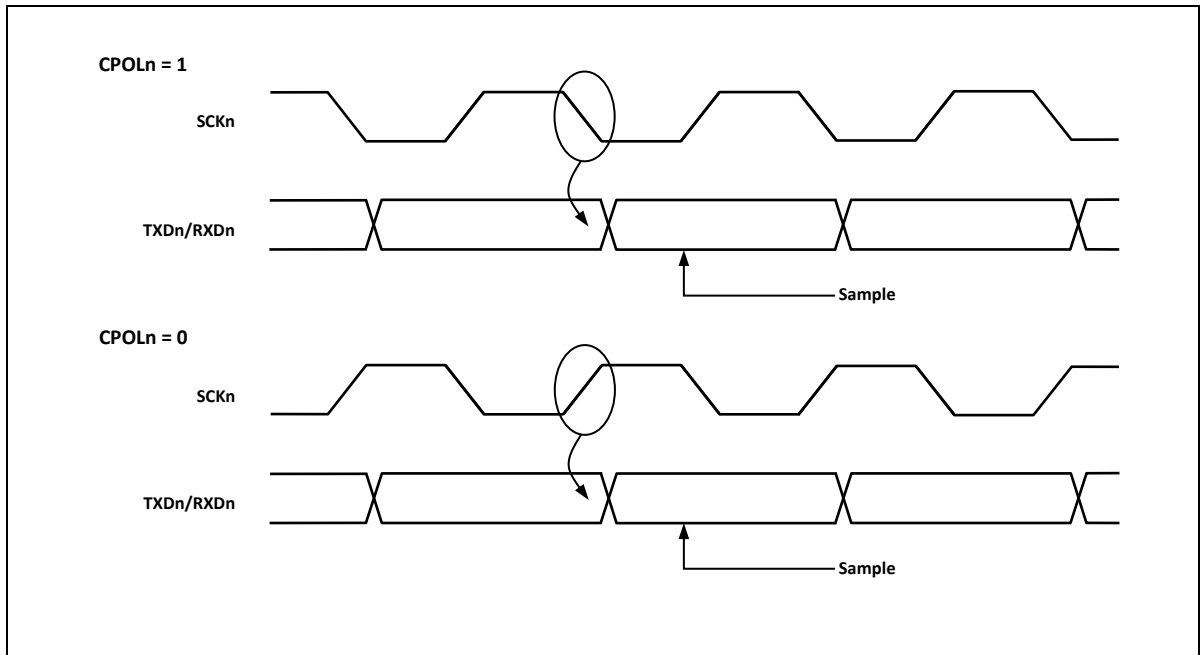 CPOLn = 1
SCKn
TXDn/RXDn
Sample
CPOLn = 0
SCKn
TXDn/RXDn
Sample